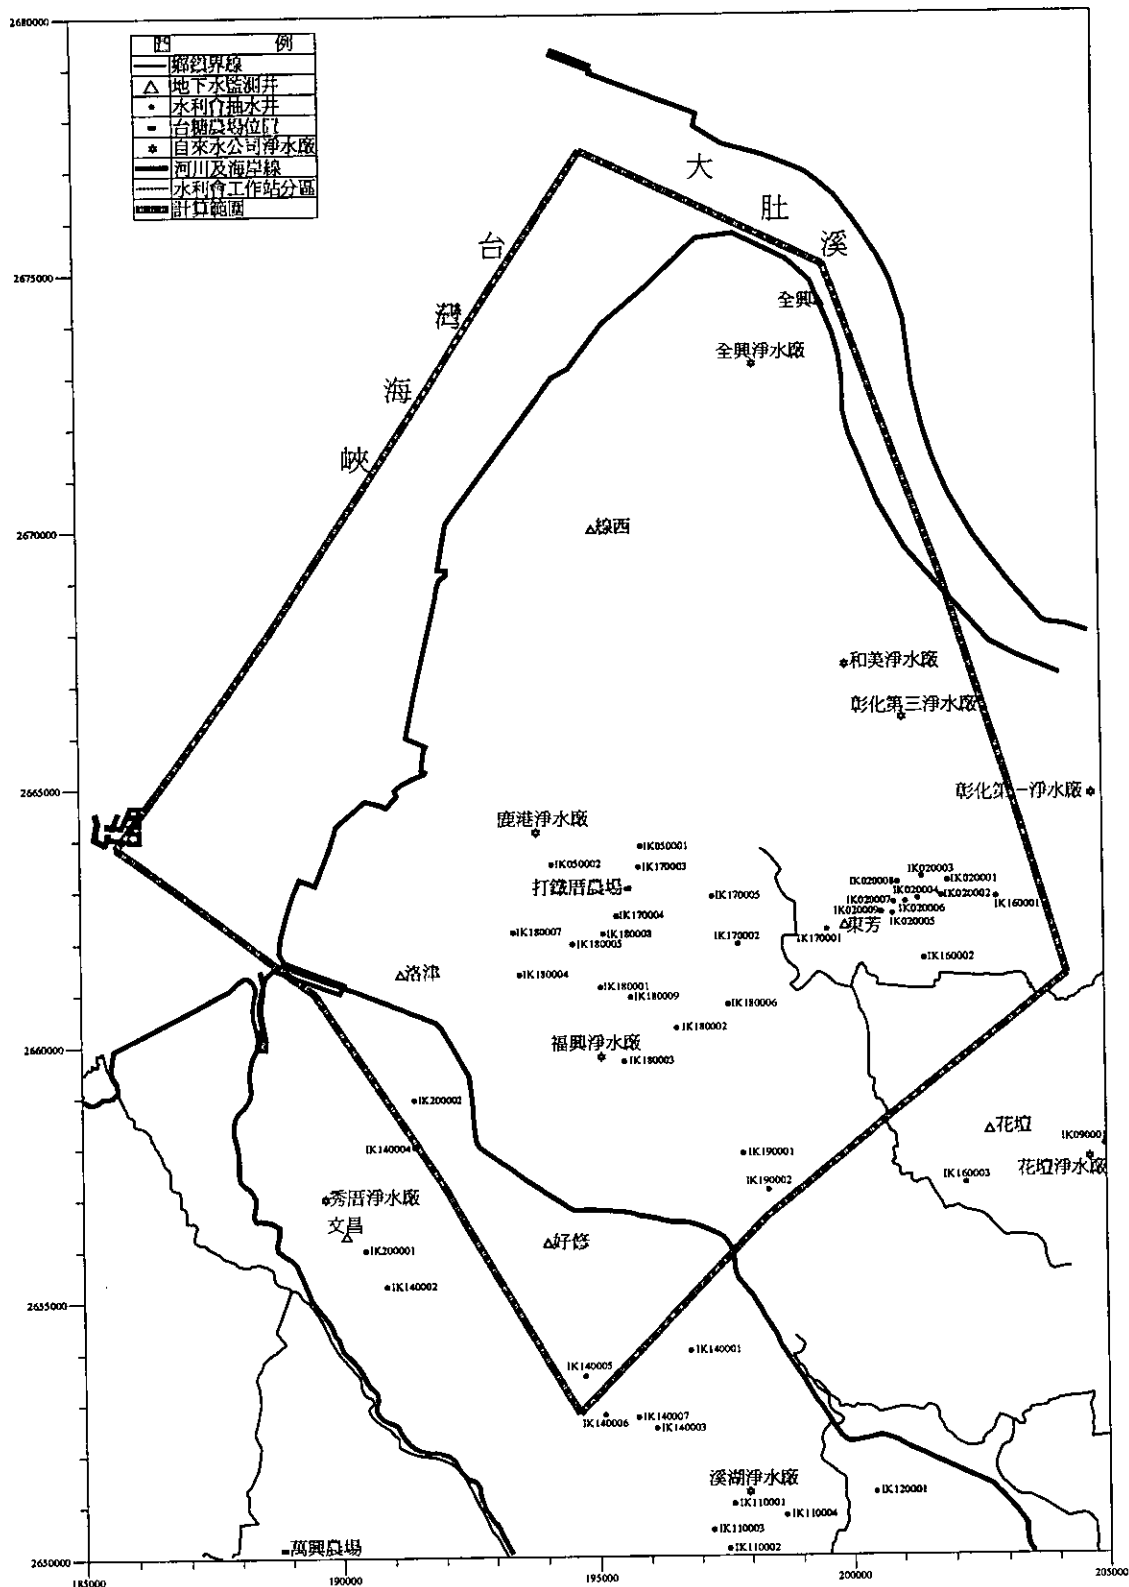 2680000
圖 例
鄉鎮界線
地下水監測井
水利會抽水井
台糖農場位置
自來水公司淨水廠
河川及海岸線
水利會工作站分區
計算範圍
大
肚
溪
台
灣
海
峽
2675000
全興
全興淨水廠
2670000
線西
和美淨水廠
彰化第三淨水廠
2665000
彰化第一淨水廠
鹿港淨水廠
IK050001
IK050002
IK170003
打鐵厝農場
IK170005
IK020003
IK020001
IK020008
IK020004
IK020002
IK020007
IK020006
IK160001
IK020009
IK020005
東芳
IK170004
IK170001
IK180007
IK180008
IK180005
IK170002
IK160002
洛津
IK180004
IK180001
IK180009
IK180006
IK180002
2660000
福興淨水廠
IK180003
IK200002
花壇
IK09000
IK140004
IK190001
花壇淨水廠
IK160003
IK190002
秀厝淨水廠
文昌
好修
IK200001
IK140002
2655000
IK140001
IK140005
IK140006
IK140007
IK140003
溪湖淨水廠
IK110001
IK110004
IK120001
IK110003
IK110002
萬興農場
2650000
185000
190000
195000
200000
205000